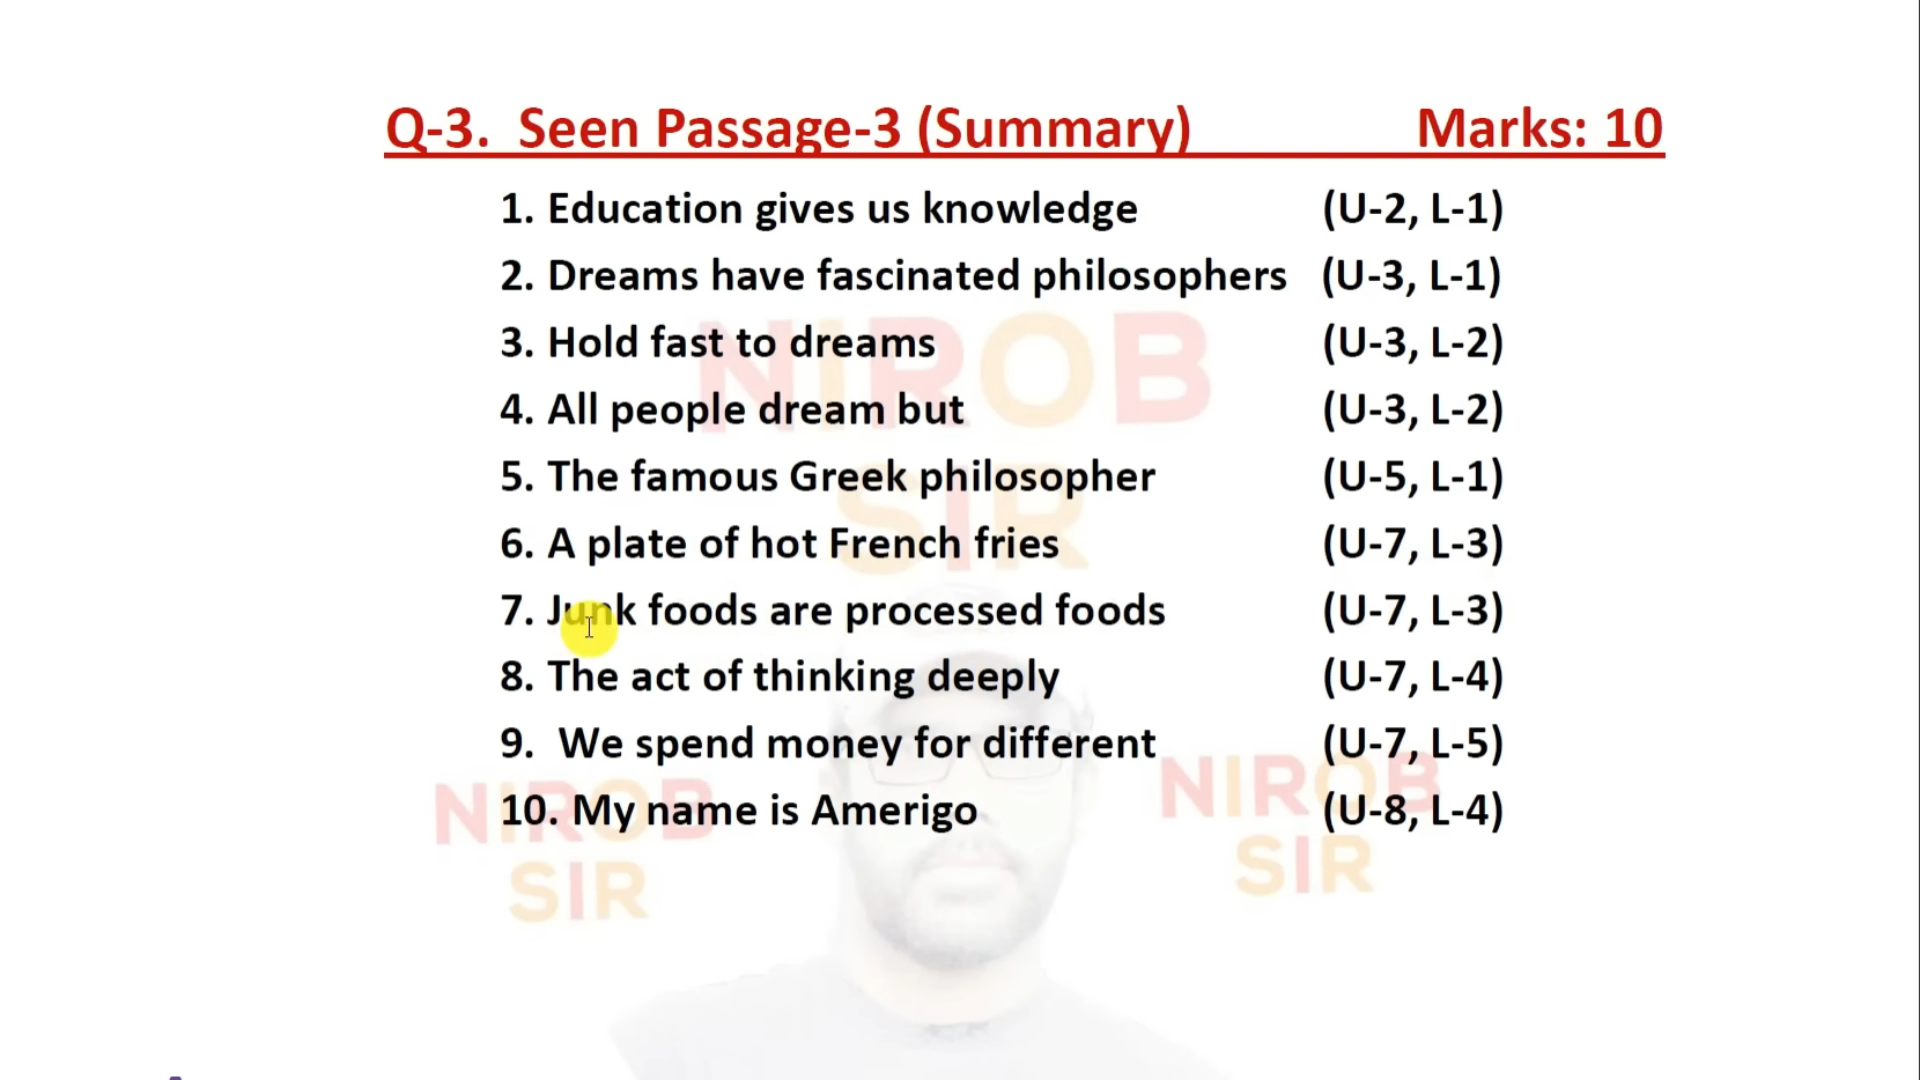 Q-3. Seen Passage-3 (Summary) Marks: 10
1. Education gives us knowledge (U-2, L-1)
2. Dreams have fascinated philosophers (U-3, L-1)
3. Hold fast to dreams (U-3, L-2)
4. All people dream but (U-3, L-2)
5. The famous Greek philosopher (U-5, L-1)
6. A plate of hot French fries (U-7, L-3)
7. Junk foods are processed foods (U-7, L-3)
8. The act of thinking deeply (U-7, L-4)
9. We spend money for different (U-7, L-5)
10. My name is Amerigo (U-8, L-4)
NIROB
SIR
NIROB
SIR
NIROB
SIR